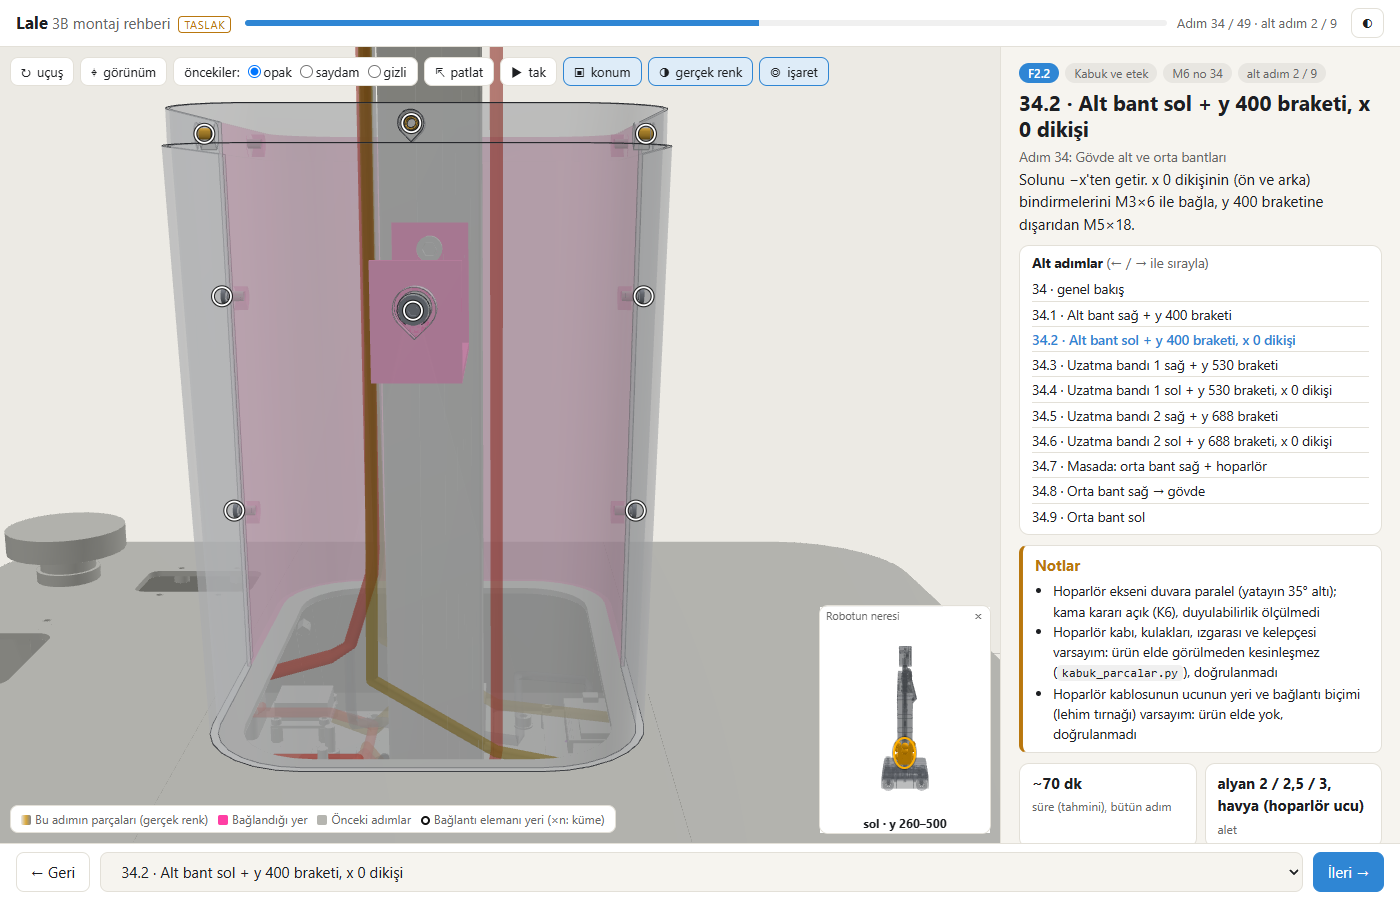 Lale 3B montaj rehberi TASLAK
Adım 34 / 49 · alt adım 2 / 9
↻ uçuş
⌖ görünüm
öncekiler: opak saydam gizli
⇱ patlat
▶ tak
▣ konum
◑ gerçek renk
◎ işaret
Robotun neresi ×
sol · y 260–500
Bu adımın parçaları (gerçek renk) Bağlandığı yer Önceki adımlar Bağlantı elemanı yeri (×n: küme)
F2.2 Kabuk ve etek M6 no 34 alt adım 2 / 9
34.2 · Alt bant sol + y 400 braketi, x
0 dikişi
Adım 34: Gövde alt ve orta bantları
Solunu −x'ten getir. x 0 dikişinin (ön ve arka)
bindirmelerini M3×6 ile bağla, y 400 braketine
dışarıdan M5×18.
Alt adımlar (← / → ile sırayla)
34 · genel bakış
34.1 · Alt bant sağ + y 400 braketi
34.2 · Alt bant sol + y 400 braketi, x 0 dikişi
34.3 · Uzatma bandı 1 sağ + y 530 braketi
34.4 · Uzatma bandı 1 sol + y 530 braketi, x 0 dikişi
34.5 · Uzatma bandı 2 sağ + y 688 braketi
34.6 · Uzatma bandı 2 sol + y 688 braketi, x 0 dikişi
34.7 · Masada: orta bant sağ + hoparlör
34.8 · Orta bant sağ → gövde
34.9 · Orta bant sol
Notlar
• Hoparlör ekseni duvara paralel (yatayın 35° altı);
kama kararı açık (K6), duyulabilirlik ölçülmedi
• Hoparlör kabı, kulakları, ızgarası ve kelepçesi
varsayım: ürün elde görülmeden kesinleşmez
(kabuk_parcalar.py), doğrulanmadı
• Hoparlör kablosunun ucunun yeri ve bağlantı biçimi
(lehim tırnağı) varsayım: ürün elde yok,
doğrulanmadı
~70 dk
süre (tahmini), bütün adım
alyan 2 / 2,5 / 3,
havya (hoparlör ucu)
alet
← Geri
34.2 · Alt bant sol + y 400 braketi, x 0 dikişi
İleri →